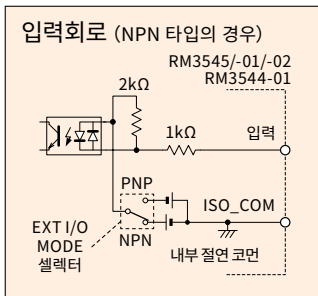 입력회로 (NPN 타입의 경우)
RM3545/-01/-02
RM3544-01
2kΩ
1kΩ
입력
PNP
ISO_COM
EXT I/O
MODE
셀렉터
NPN
내부 절연 코먼